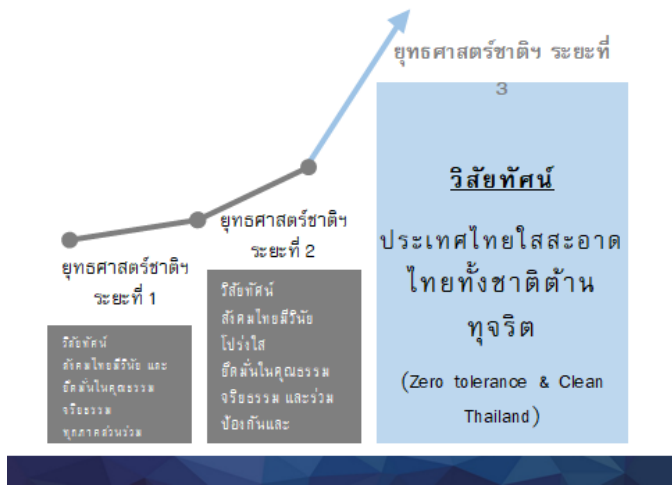 ยุทธศาสตร์ชาติฯ
ระยะที่ 1
วิสัยทัศน์
สังคมไทยมีวินัย และ
ยึดมั่นในคุณธรรม
จริยธรรม
ทุกภาคส่วนร่วม
ยุทธศาสตร์ชาติฯ
ระยะที่ 2
วิสัยทัศน์
สังคมไทยมีวินัย
โปร่งใส
ยึดมั่นในคุณธรรม
จริยธรรม และร่วม
ป้องกันและ
ยุทธศาสตร์ชาติฯ ระยะที่
3
วิสัยทัศน์
ประเทศไทยใสสะอาด
ไทยทั้งชาติต้าน
ทุจริต
(Zero tolerance & Clean
Thailand)